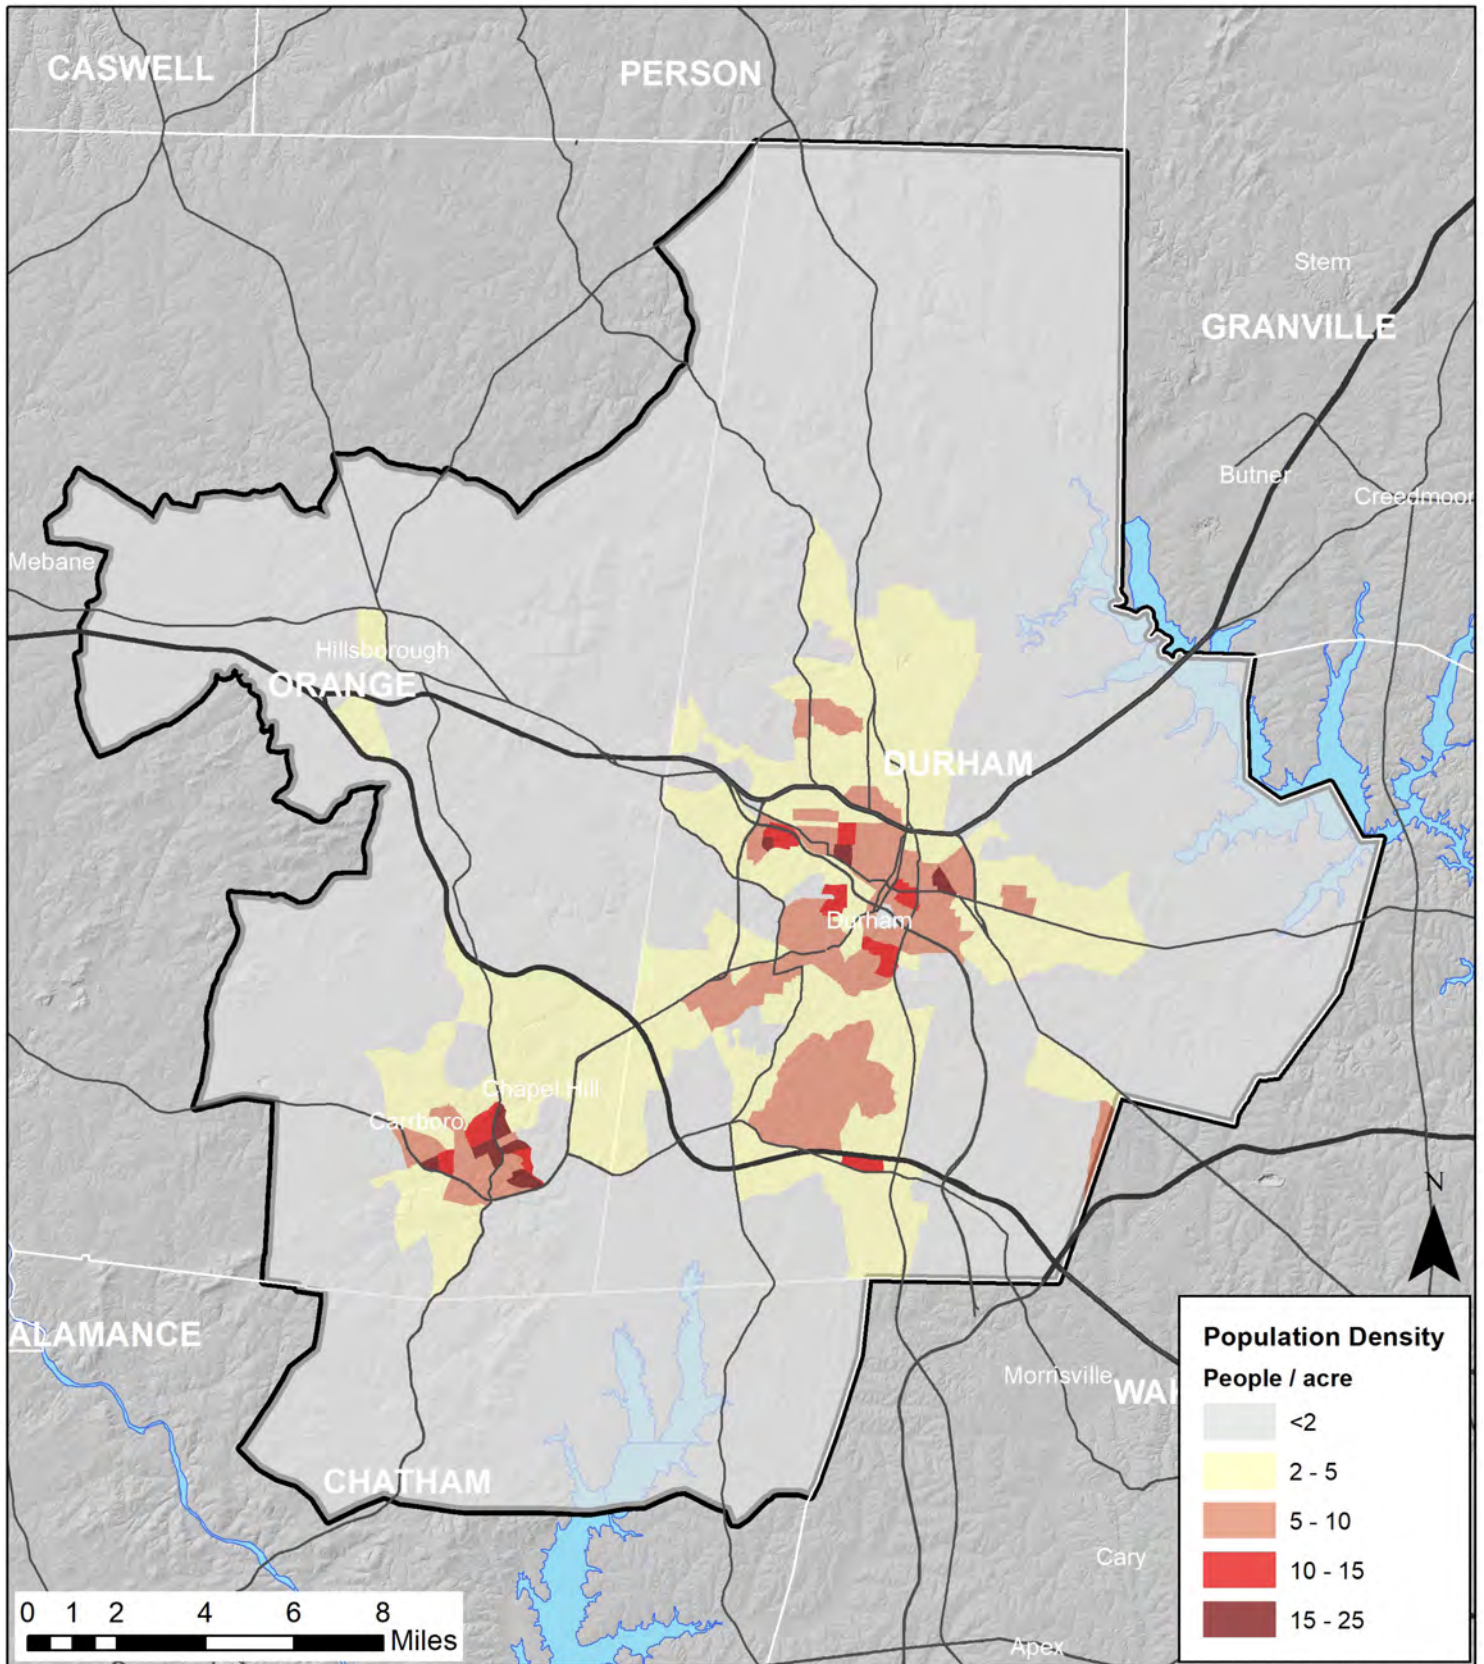 CASWELL
PERSON
Stem
GRANVILLE
Butner
Creedmoor
Mebane
Hillsborough
ORANGE
DURHAM
Durham
Chapel Hill
Carrboro
N
ALAMANCE
Morrisville
CHATHAM
Cary
Apex
Population Density
People / acre
<2
2 - 5
5 - 10
10 - 15
15 - 25
0 1 2 4 6 8
Miles